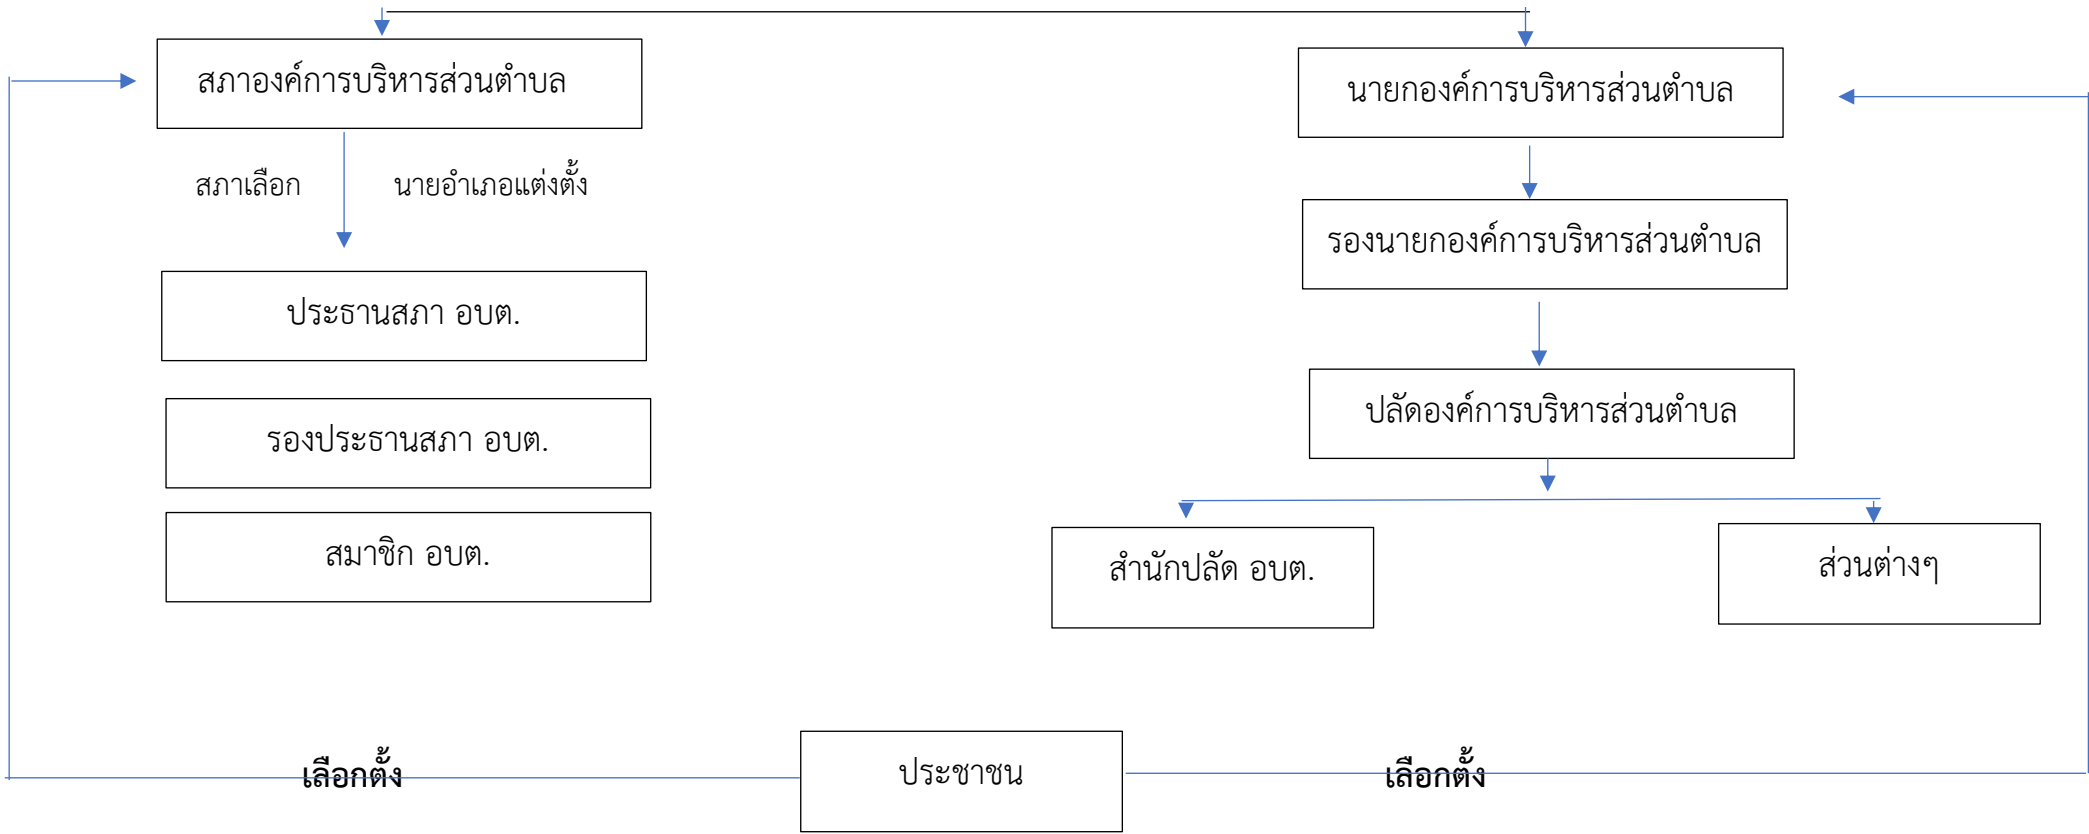 สภาองค์การบริหารส่วนตำบล
นายกองค์การบริหารส่วนตำบล
สภาเลือก
นายอำเภอแต่งตั้ง
รองนายกองค์การบริหารส่วนตำบล
ประธานสภา อบต.
ปลัดองค์การบริหารส่วนตำบล
รองประธานสภา อบต.
สมาชิก อบต.
สำนักปลัด อบต.
ส่วนต่างๆ
เลือกตั้ง
ประชาชน
เลือกตั้ง